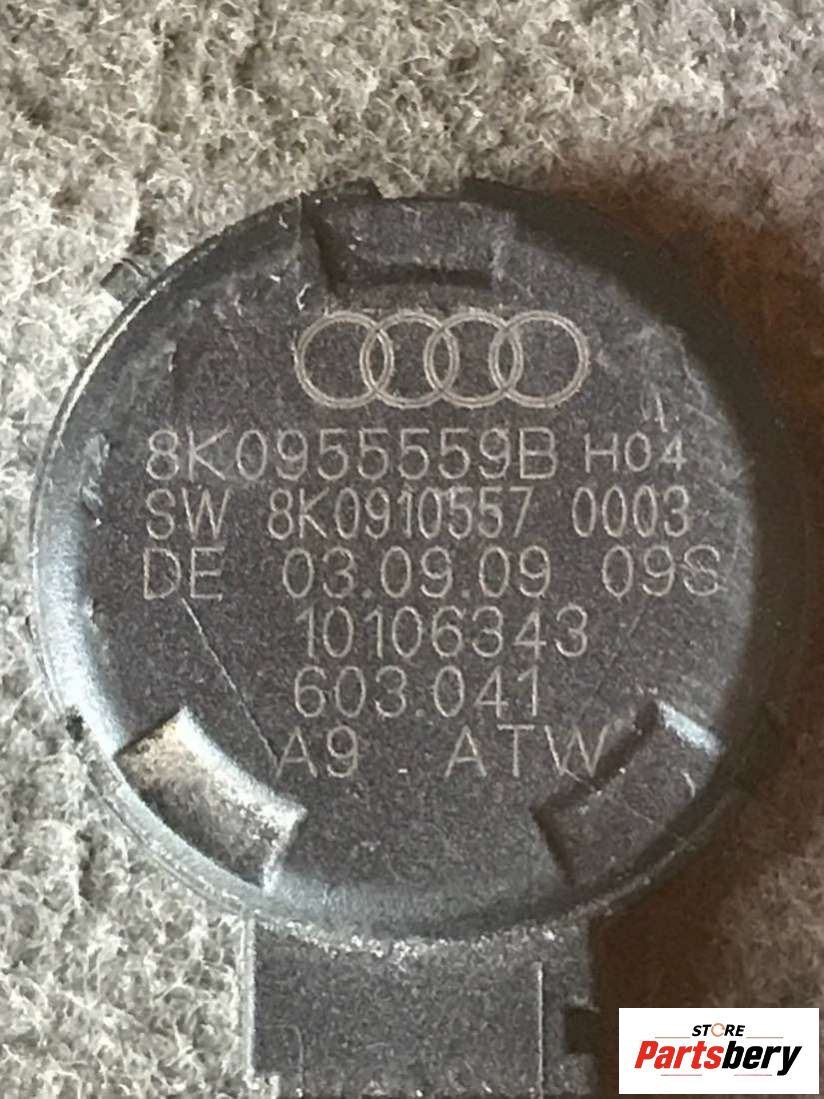 8K0955559B H04
SW 8K0910557 0003
DE 03.09.09 09S
10106343
603.041
A9 ATW
STORE
Partsbery